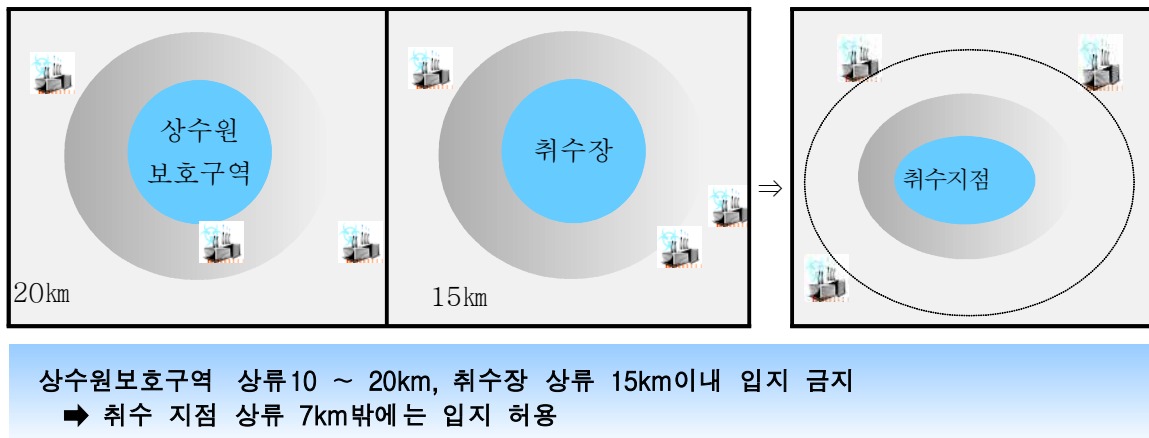 상수원
보호구역
20㎞
취수장
15㎞
⇒
취수지점
상수원보호구역 상류10 ~ 20km, 취수장 상류 15km이내 입지 금지
➡ 취수 지점 상류 7km밖에는 입지 허용